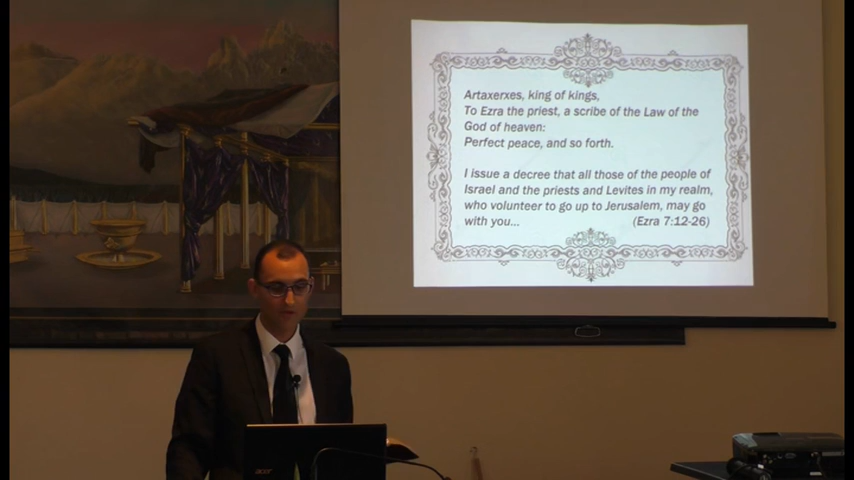 Artaxerxes, king of kings,
To Ezra the priest, a scribe of the Law of the
God of heaven:
Perfect peace, and so forth.
I issue a decree that all those of the people of
Israel and the priests and Levites in my realm,
who volunteer to go up to Jerusalem, may go
with you... (Ezra 7:12-26)
acer